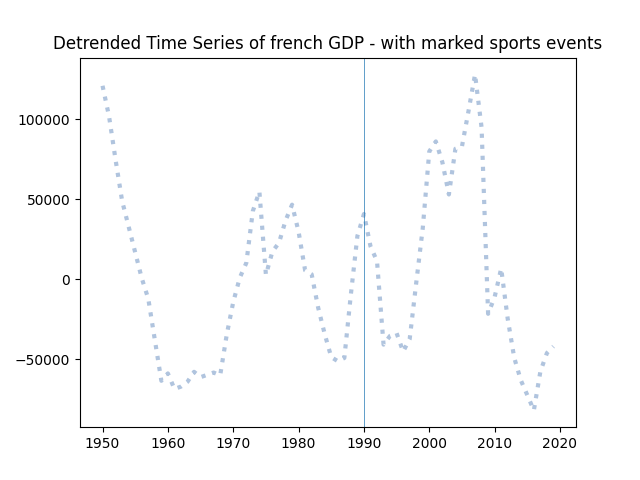 Detrended Time Series of french GDP - with marked sports events
100000
50000
0
−50000
1950 1960 1970 1980 1990 2000 2010 2020